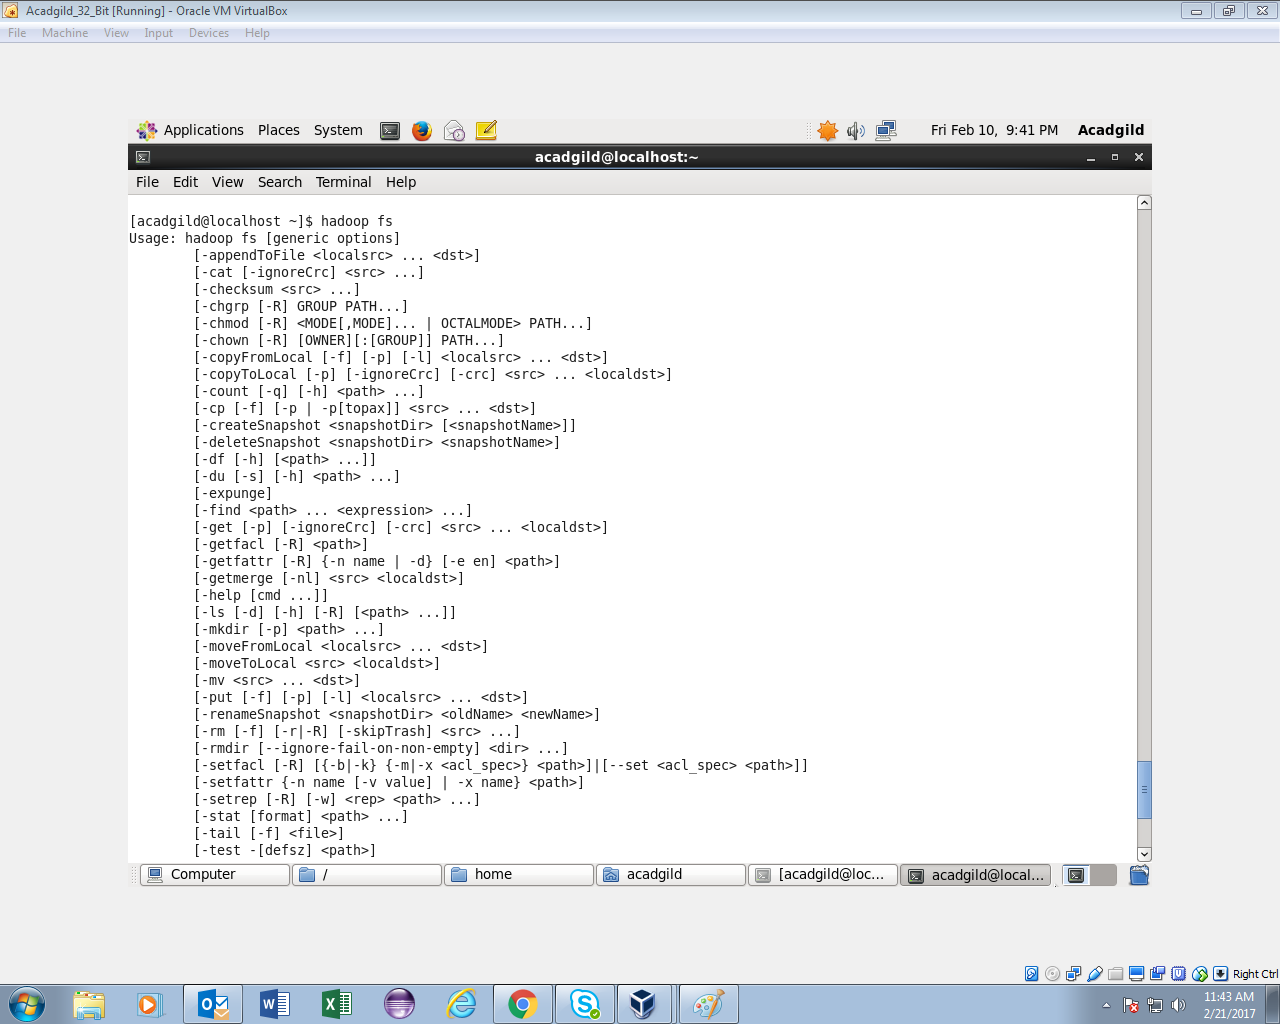 Acadgild_32_Bit [Running] - Oracle VM VirtualBox
File Machine View Input Devices Help
Applications Places System Fri Feb 10, 9:41 PM Acadgild
acadgild@localhost:~
File Edit View Search Terminal Help
[acadgild@localhost ~]$ hadoop fs
Usage: hadoop fs [generic options]
[-appendToFile <localsrc> ... <dst>]
[-cat [-ignoreCrc] <src> ...]
[-checksum <src> ...]
[-chgrp [-R] GROUP PATH...]
[-chmod [-R] <MODE[,MODE]... | OCTALMODE> PATH...]
[-chown [-R] [OWNER][:[GROUP]] PATH...]
[-copyFromLocal [-f] [-p] [-l] <localsrc> ... <dst>]
[-copyToLocal [-p] [-ignoreCrc] [-crc] <src> ... <localdst>]
[-count [-q] [-h] <path> ...]
[-cp [-f] [-p | -p[topax]] <src> ... <dst>]
[-createSnapshot <snapshotDir> [<snapshotName>]]
[-deleteSnapshot <snapshotDir> <snapshotName>]
[-df [-h] [<path> ...]]
[-du [-s] [-h] <path> ...]
[-expunge]
[-find <path> ... <expression> ...]
[-get [-p] [-ignoreCrc] [-crc] <src> ... <localdst>]
[-getfacl [-R] <path>]
[-getfattr [-R] {-n name | -d} [-e en] <path>]
[-getmerge [-nl] <src> <localdst>]
[-help [cmd ...]]
[-ls [-d] [-h] [-R] [<path> ...]]
[-mkdir [-p] <path> ...]
[-moveFromLocal <localsrc> ... <dst>]
[-moveToLocal <src> <localdst>]
[-mv <src> ... <dst>]
[-put [-f] [-p] [-l] <localsrc> ... <dst>]
[-renameSnapshot <snapshotDir> <oldName> <newName>]
[-rm [-f] [-r|-R] [-skipTrash] <src> ...]
[-rmdir [--ignore-fail-on-non-empty] <dir> ...]
[-setfacl [-R] [{-b|-k} {-m|-x <acl_spec>} <path>]|[--set <acl_spec> <path>]]
[-setfattr {-n name [-v value] | -x name} <path>]
[-setrep [-R] [-w] <rep> <path> ...]
[-stat [format] <path> ...]
[-tail [-f] <file>]
[-test -[defsz] <path>]
Computer / home acadgild [acadgild@loc... acadgild@local...
Right Ctrl
11:43 AM
2/21/2017